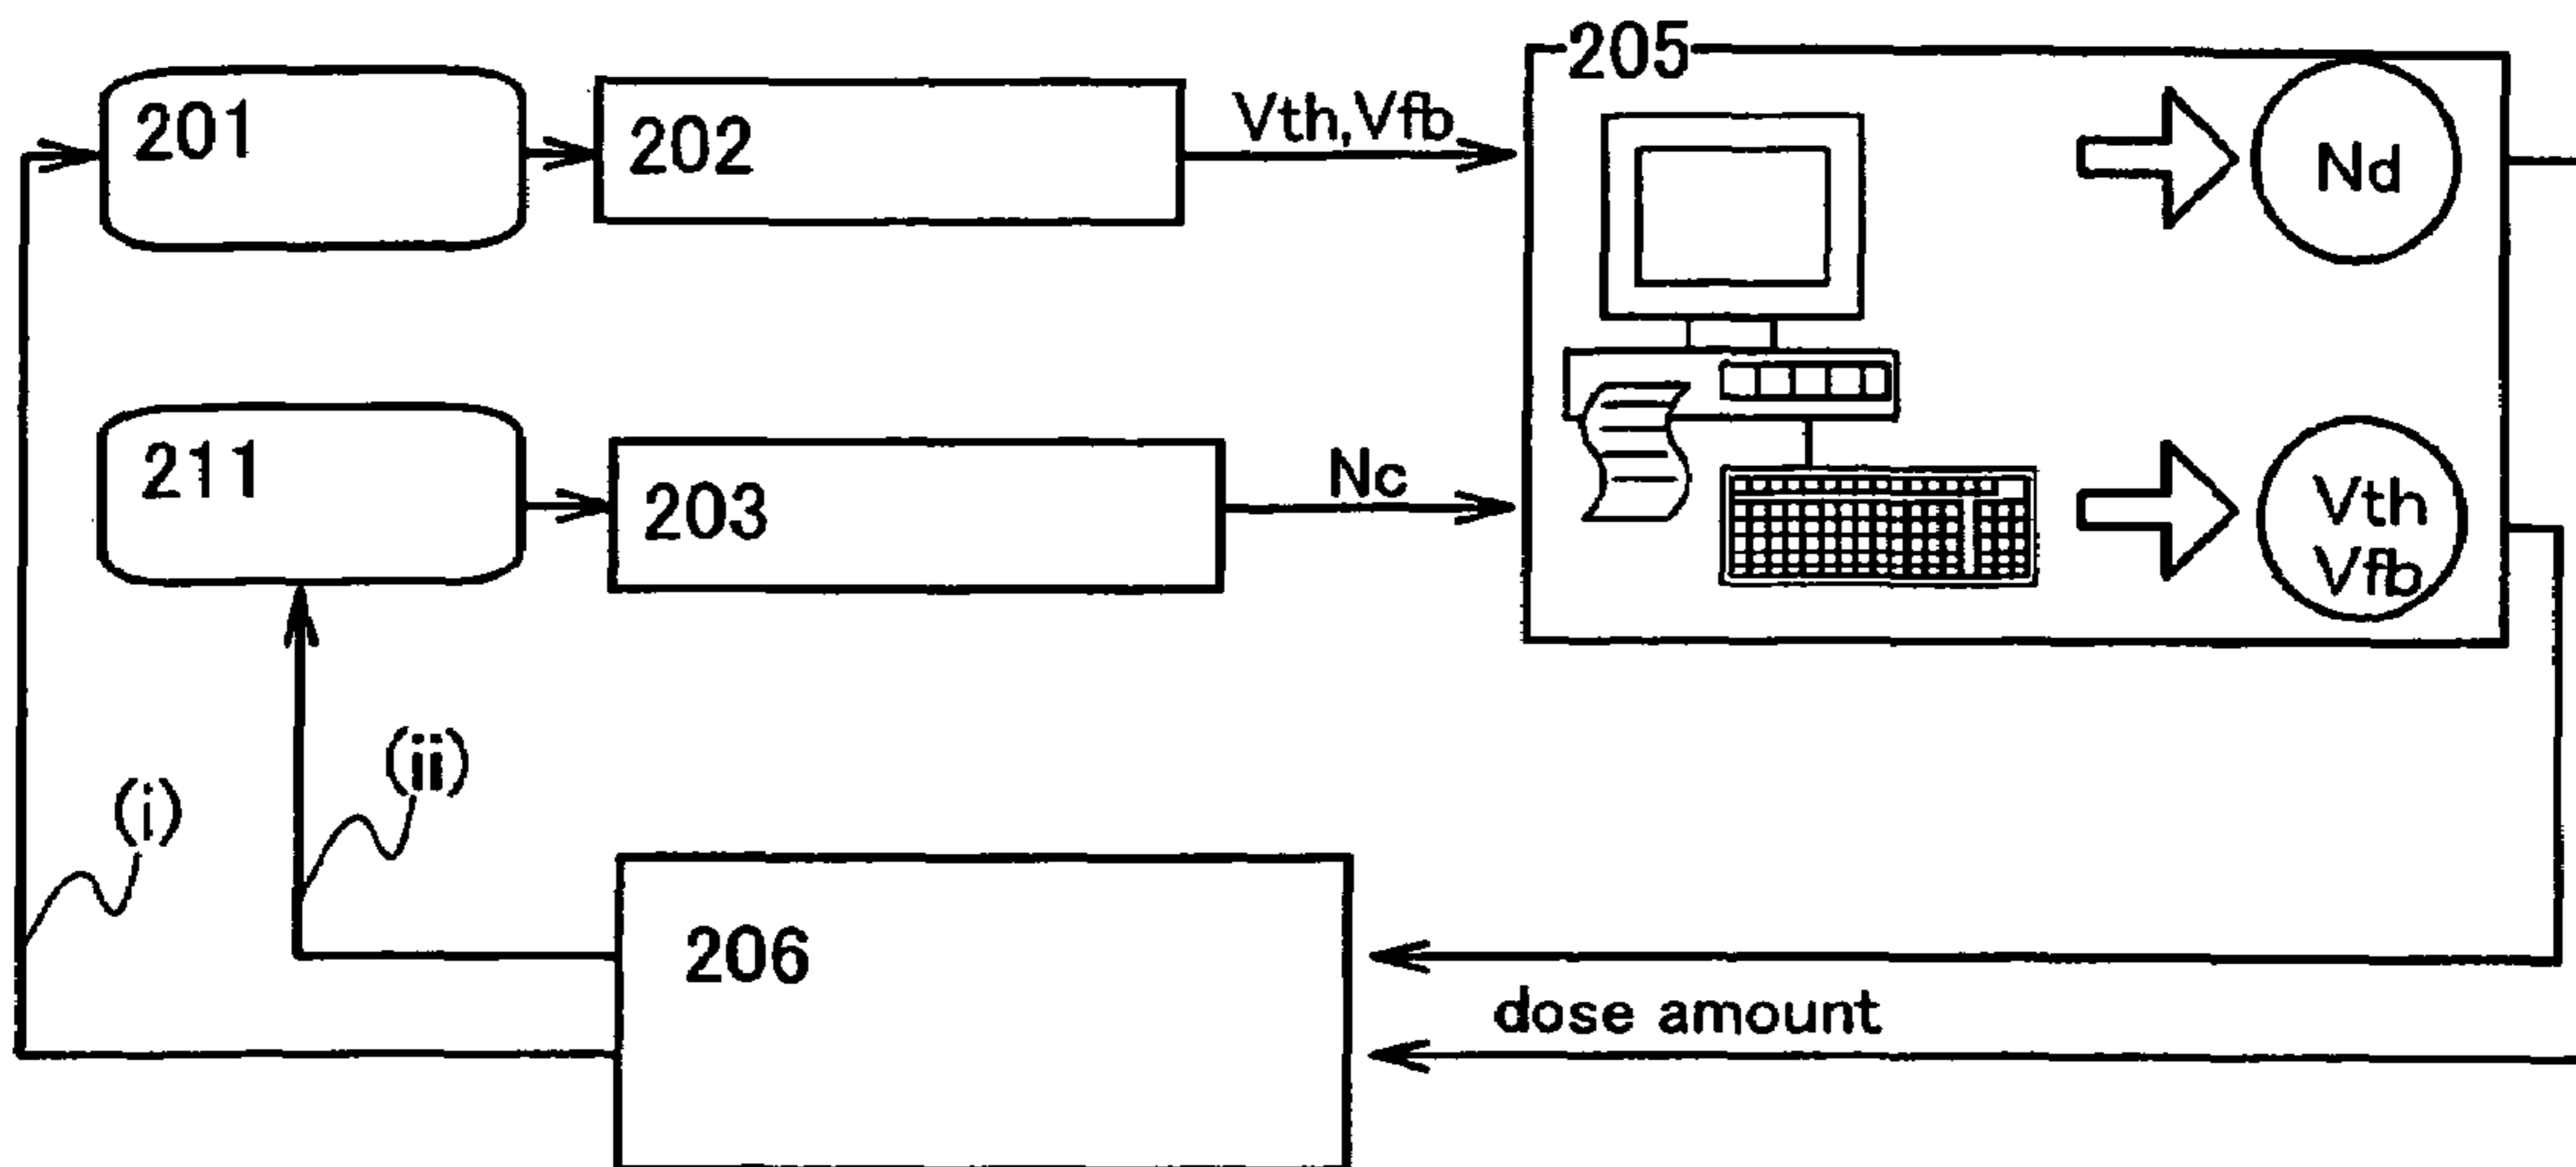 205
201
202
Vth,Vfb
Nd
211
203
Nc
Vth
Vfb
(ii)
(i)
206
dose amount